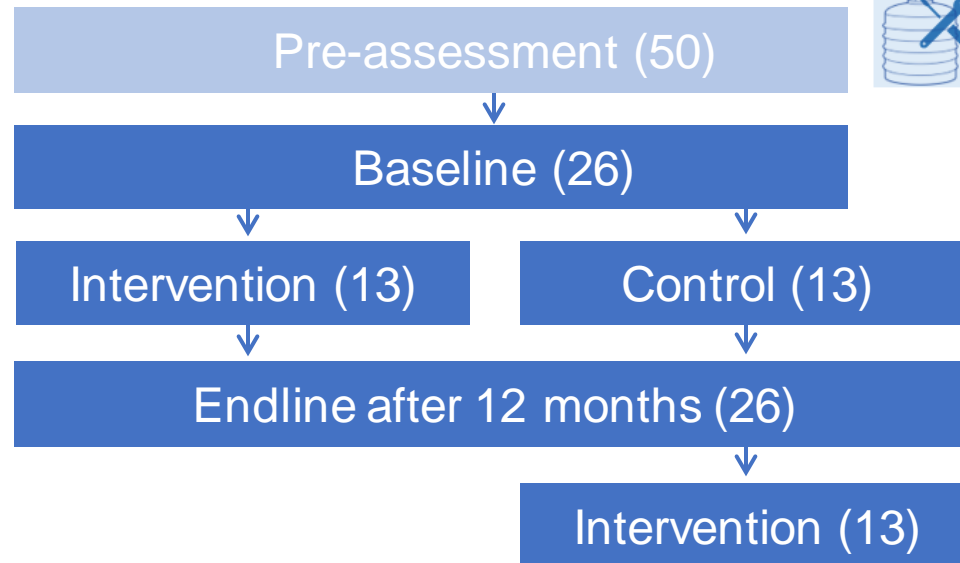 Pre-assessment (50)
Baseline (26)
Intervention (13)
Control (13)
Endline after 12 months (26)
Intervention (13)